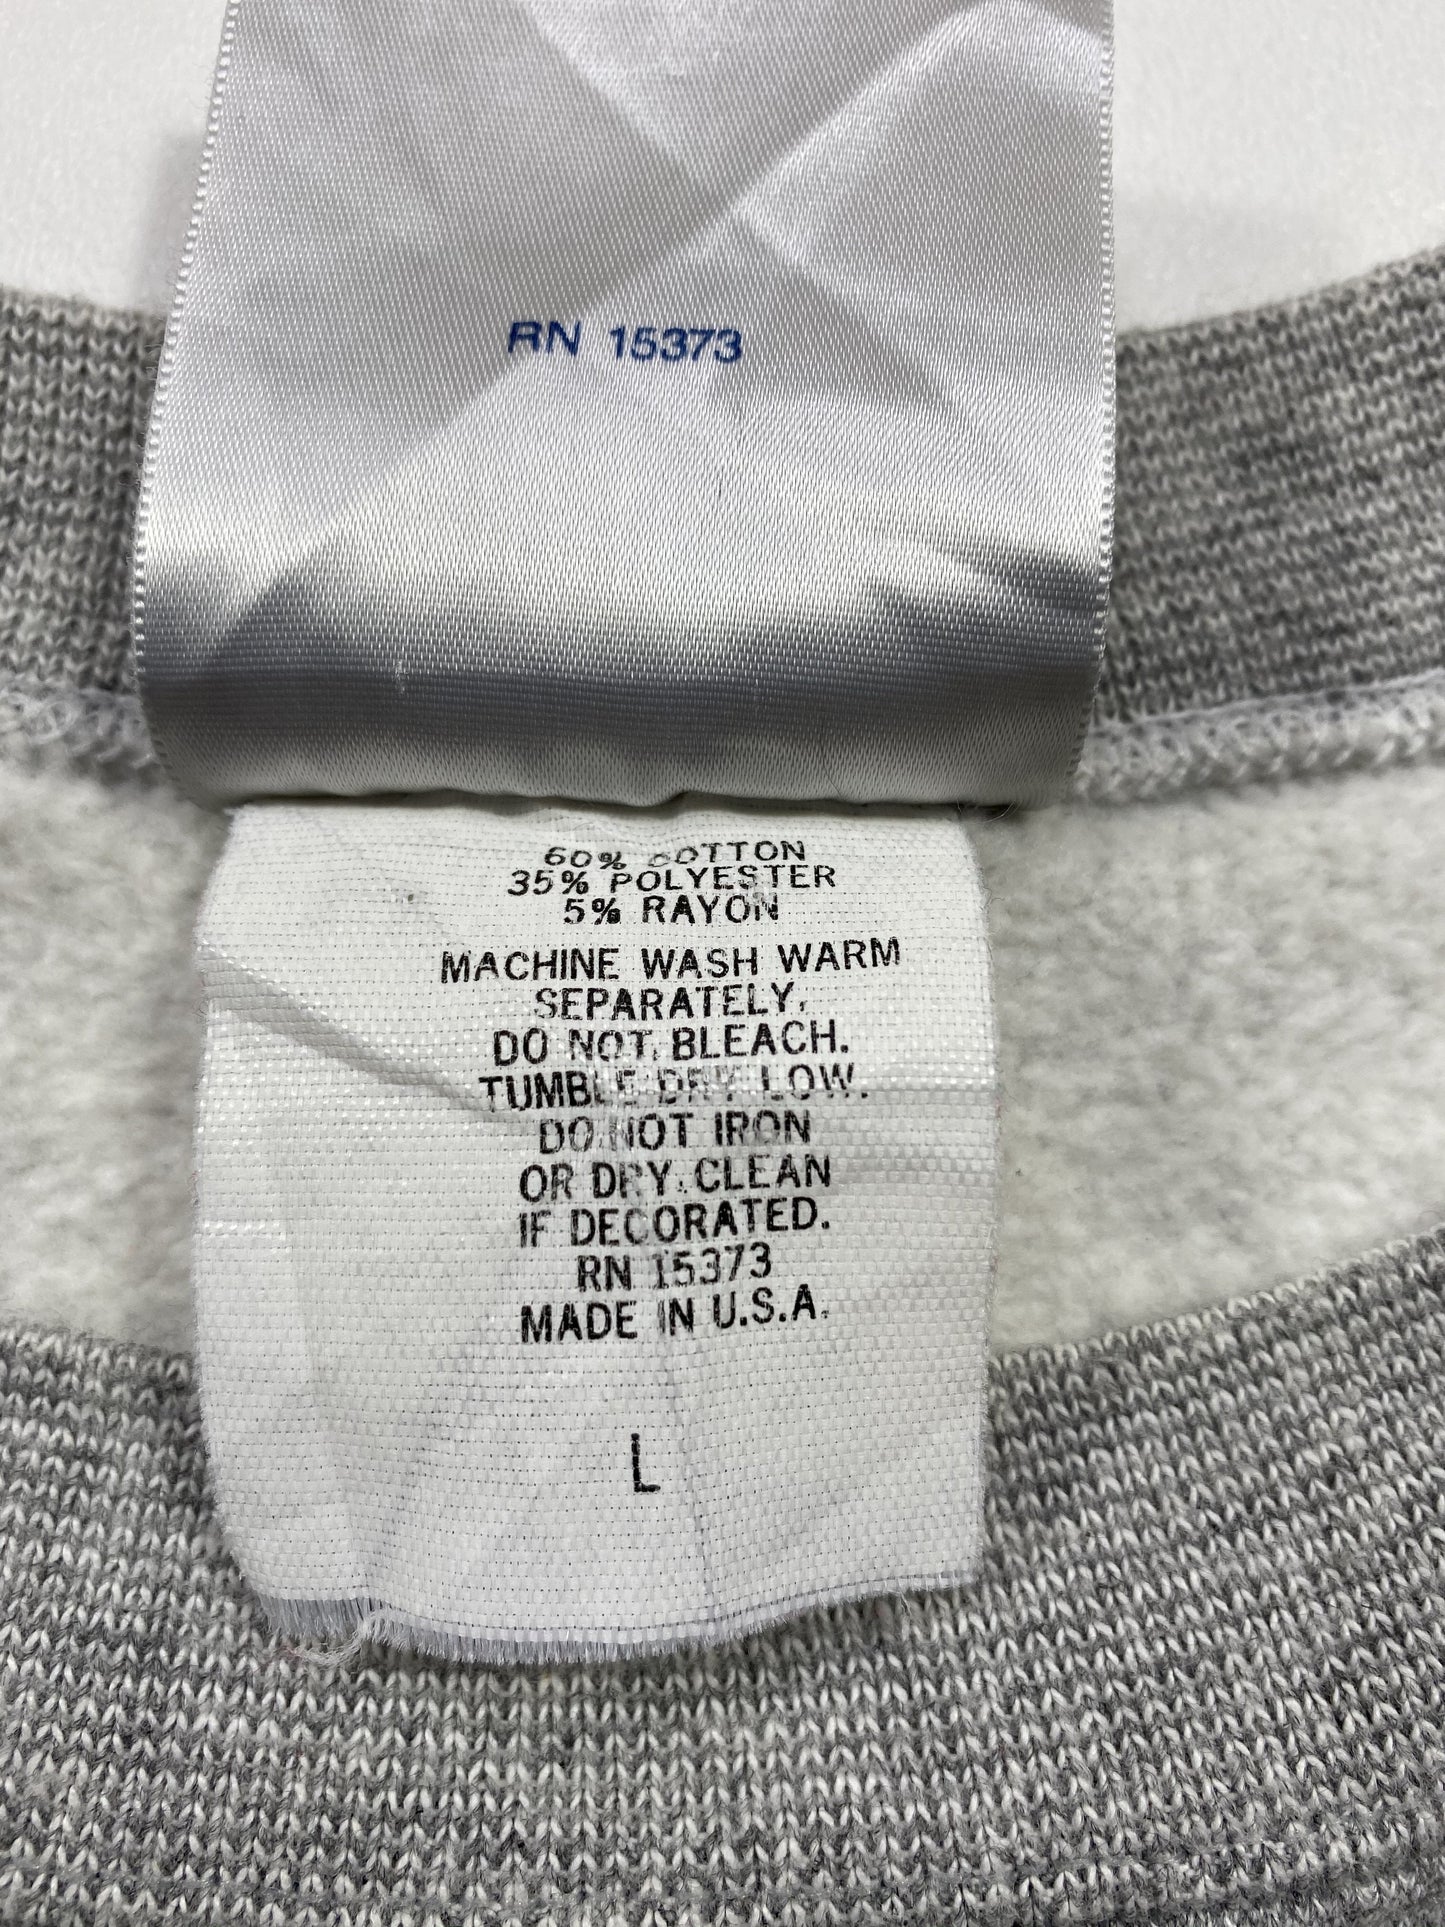 RN 15373
60% COTTON
35% POLYESTER
5% RAYON
MACHINE WASH WARM
SEPARATELY,
DO NOT BLEACH.
TUMBLE DRY LOW.
DO NOT IRON
OR DRY CLEAN
IF DECORATED.
RN 15373
MADE IN U.S.A.
L